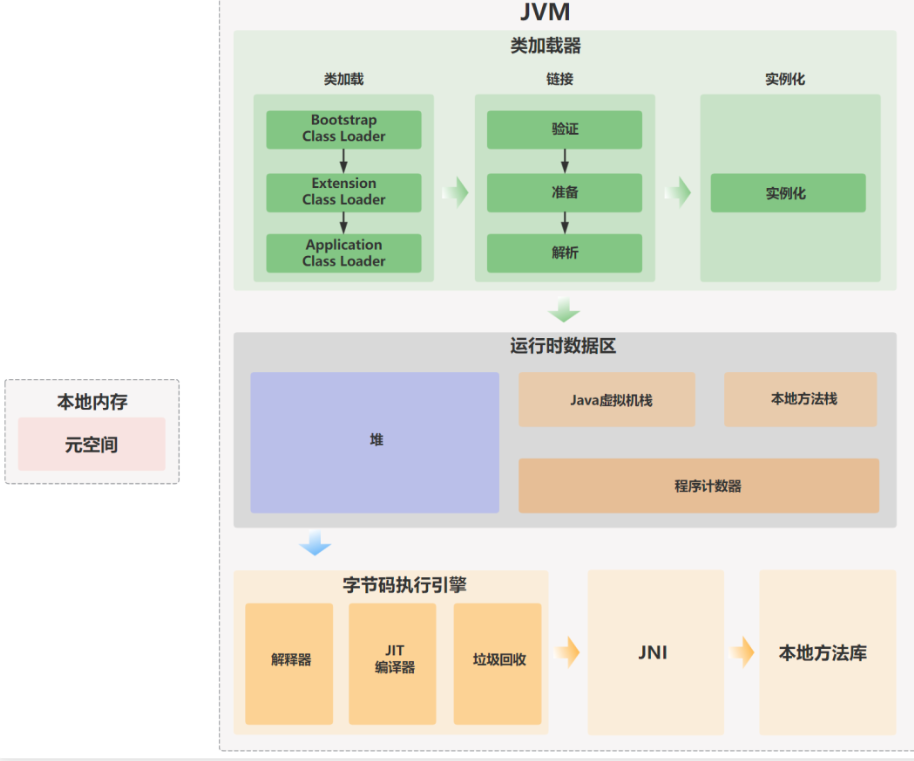 JVM
类加载器
类加载
链接
实例化
Bootstrap
Class Loader
Extension
Class Loader
Application
Class Loader
验证
准备
解析
实例化
本地内存
元空间
运行时数据区
堆
Java虚拟机栈
本地方法栈
程序计数器
字节码执行引擎
解释器
JIT
编译器
垃圾回收
JNI
本地方法库